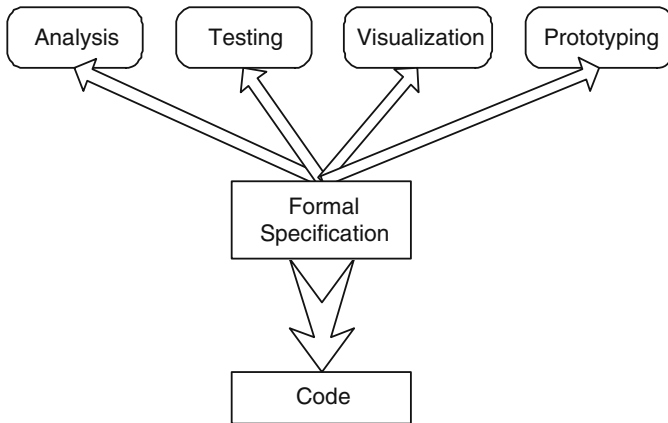 Analysis
Testing
Visualization
Prototyping
Formal
Specification
Code